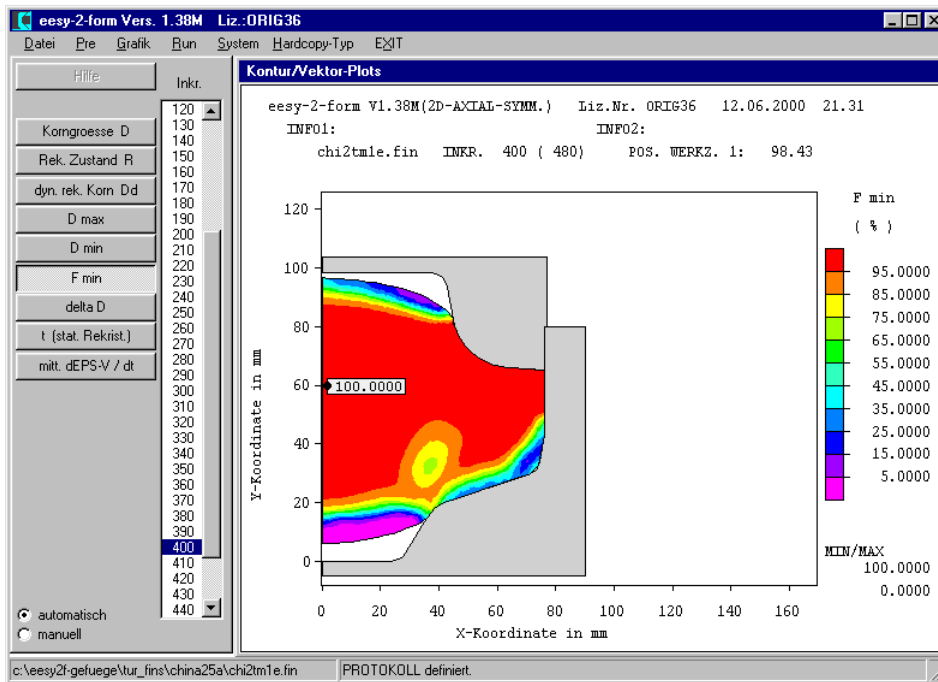 eesy-2-form Vers. 1.38M Liz.:ORIG36
Datei Pre Grafik Run System Hardcopy-Typ EXIT
Hilfe
Inkr.
Korngroesse D
Rek. Zustand R
dyn. rek. Korn Dd
D max
D min
F min
delta D
t (stat. Rekrist.)
mitt. dEPS-V / dt
120
130
140
150
160
170
180
190
200
210
220
230
240
250
260
270
280
290
300
310
320
330
340
350
360
370
380
390
400
410
420
430
440
automatisch
manuell
Kontur/Vektor-Plots
eesy-2-form V1.38M(2D-AXIAL-SYMM.) Liz.Nr. ORIG36 12.06.2000 21.31
INFO1: INFO2:
chi2tm1e.fin INKR. 400 ( 480) POS. WERKZ. 1: 98.43
Y-Koordinate in mm
120
100
80
60
40
20
0
100.0000
0 20 40 60 80 100 120 140 160
X-Koordinate in mm
F min
( % )
95.0000
85.0000
75.0000
65.0000
55.0000
45.0000
35.0000
25.0000
15.0000
5.0000
MIN/MAX
100.0000
0.0000
c:\eesy2f-gefuege\tur_fins\china25a\chi2tm1e.fin PROTOKOLL definiert.